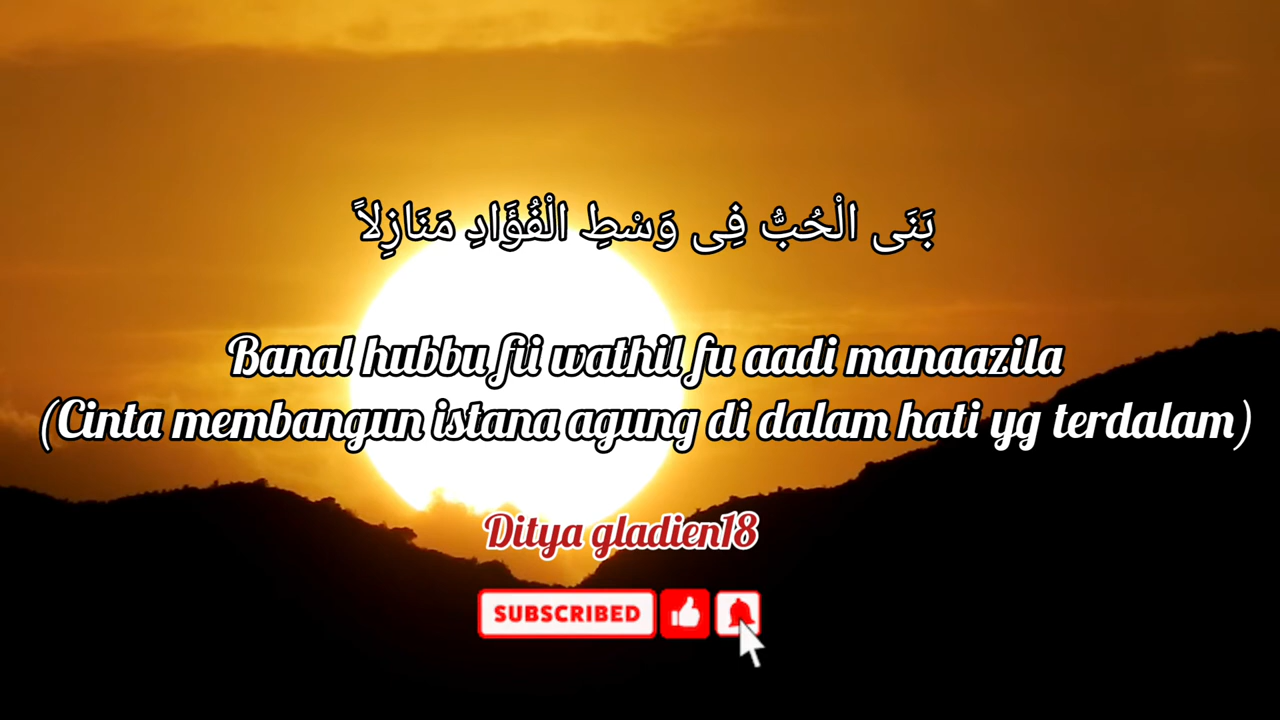 بَنَى الْحُبُّ فِى وَسْطِ الْفُؤَادِ مَنَازِلاً
Banal hubbu fii wathil fu aadi manaazila
(Cinta membangun istana agung di dalam hati yg terdalam)
Ditya gladien18
SUBSCRIBED